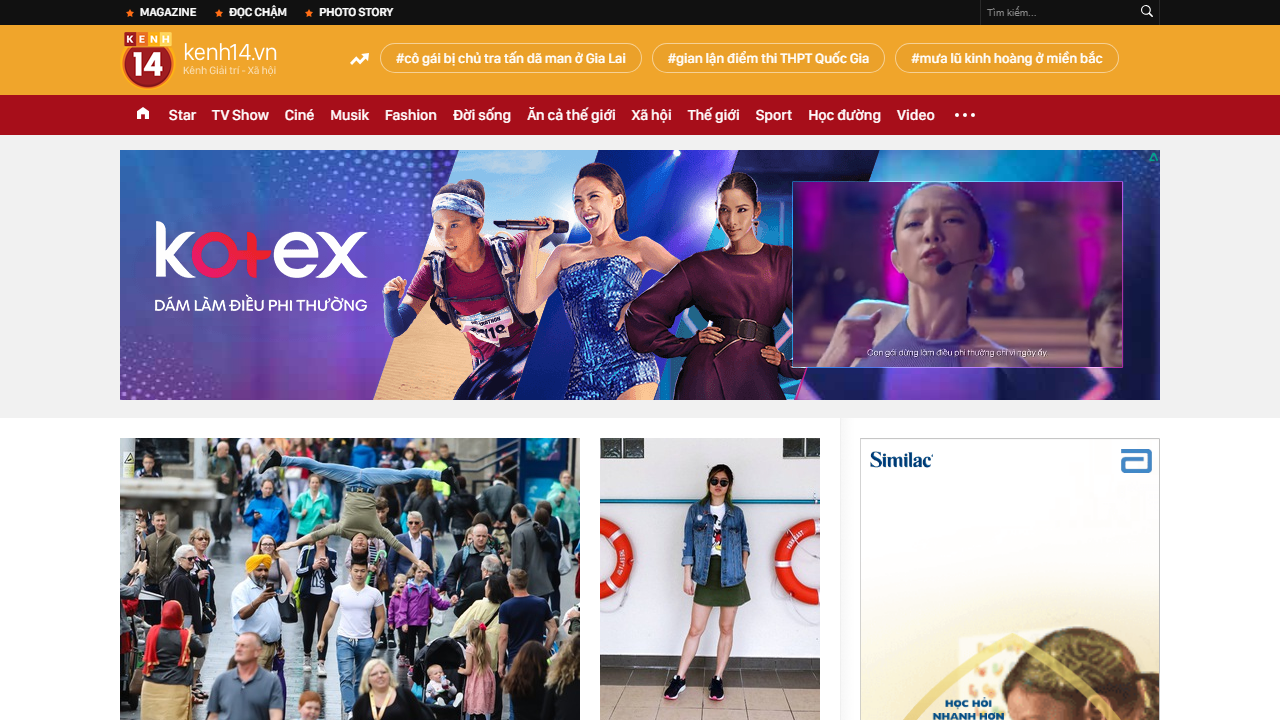 MAGAZINE
ĐỌC CHẬM
PHOTO STORY
Tìm kiếm...
KENH
14
kenh14.vn
Kênh Giải trí - Xã hội
#cô gái bị chủ tra tấn dã man ở Gia Lai
#gian lận điểm thi THPT Quốc Gia
#mưa lũ kinh hoàng ở miền bắc
Star
TV Show
Ciné
Musik
Fashion
Đời sống
Ăn cả thế giới
Xã hội
Thế giới
Sport
Học đường
Video
kotex
DÁM LÀM ĐIỀU PHI THƯỜNG
Con gái đừng làm điều phi thường chỉ vì ngày ấy
Similac
HỌC HỎI
NHANH HƠN